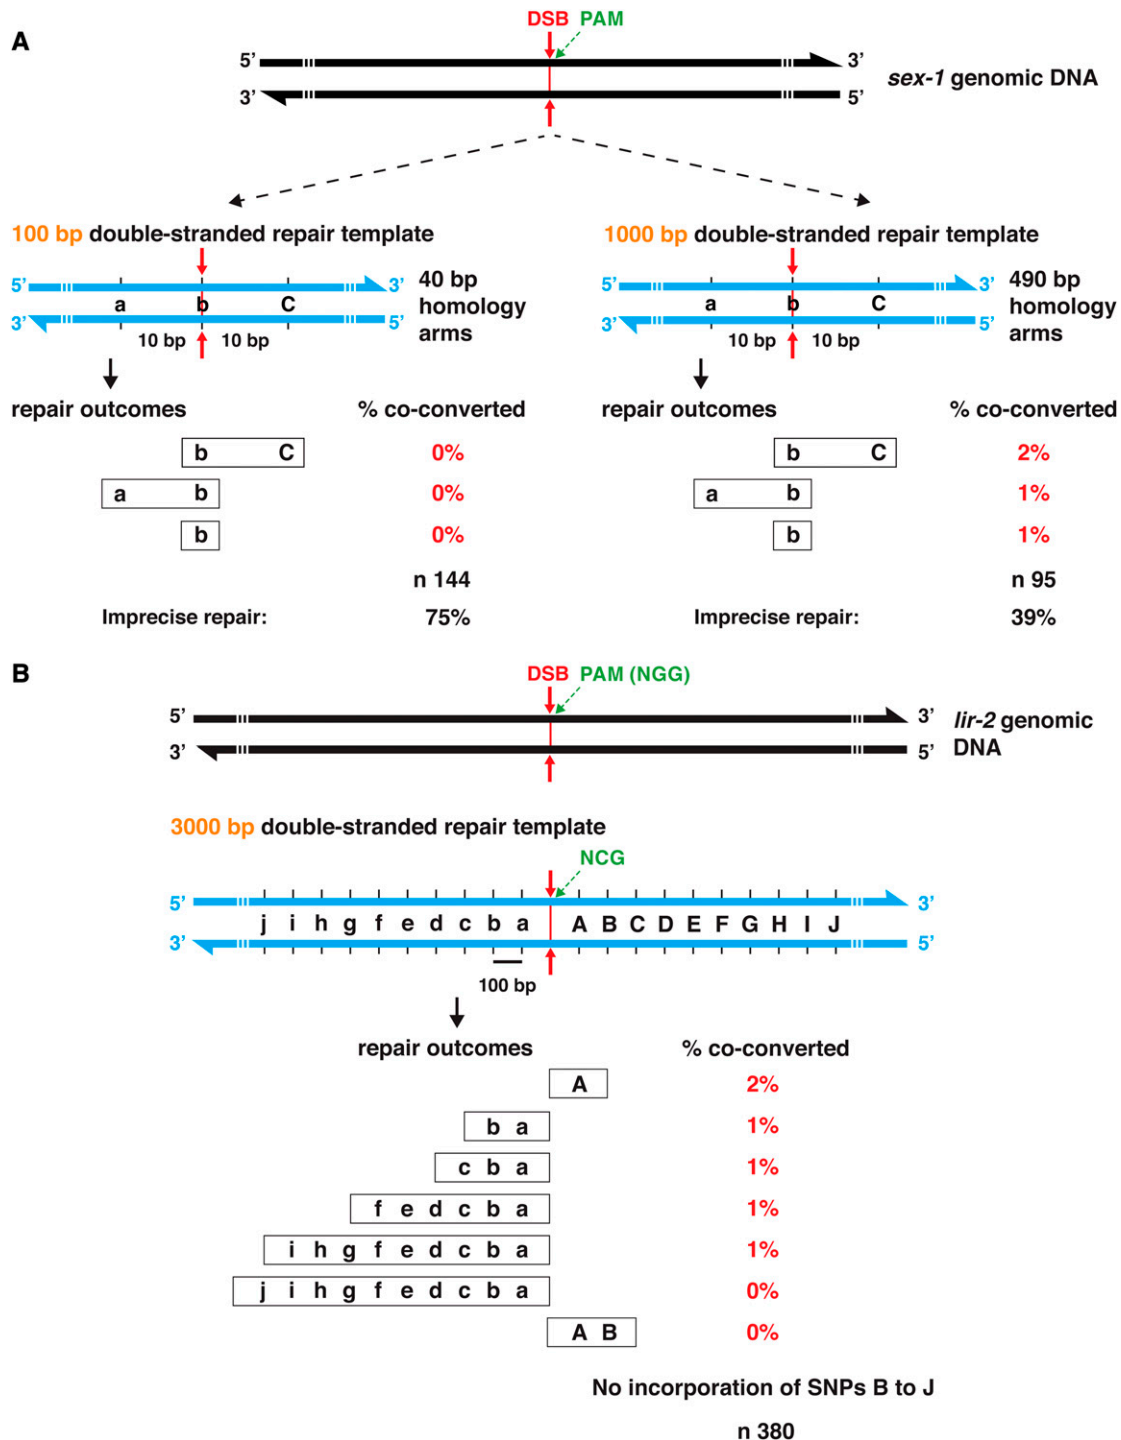 A
DSB PAM
5’ 3’
3’ 5’
sex-1 genomic DNA
100 bp double-stranded repair template
5’ 3’
a b C
3’ 5’
10 bp 10 bp
40 bp
homology
arms
repair outcomes % co-converted
b C 0%
a b 0%
b 0%
n 144
Imprecise repair: 75%
1000 bp double-stranded repair template
5’ 3’
a b C
3’ 5’
10 bp 10 bp
490 bp
homology
arms
repair outcomes % co-converted
b C 2%
a b 1%
b 1%
n 95
Imprecise repair: 39%
B
DSB PAM (NGG)
5’ 3’
3’ 5’
lir-2 genomic
DNA
3000 bp double-stranded repair template
NCG
5’ 3’
j i h g f e d c b a A B C D E F G H I J
3’ 5’
100 bp
repair outcomes % co-converted
A 2%
b a 1%
c b a 1%
f e d c b a 1%
i h g f e d c b a 1%
j i h g f e d c b a 0%
A B 0%
No incorporation of SNPs B to J
n 380